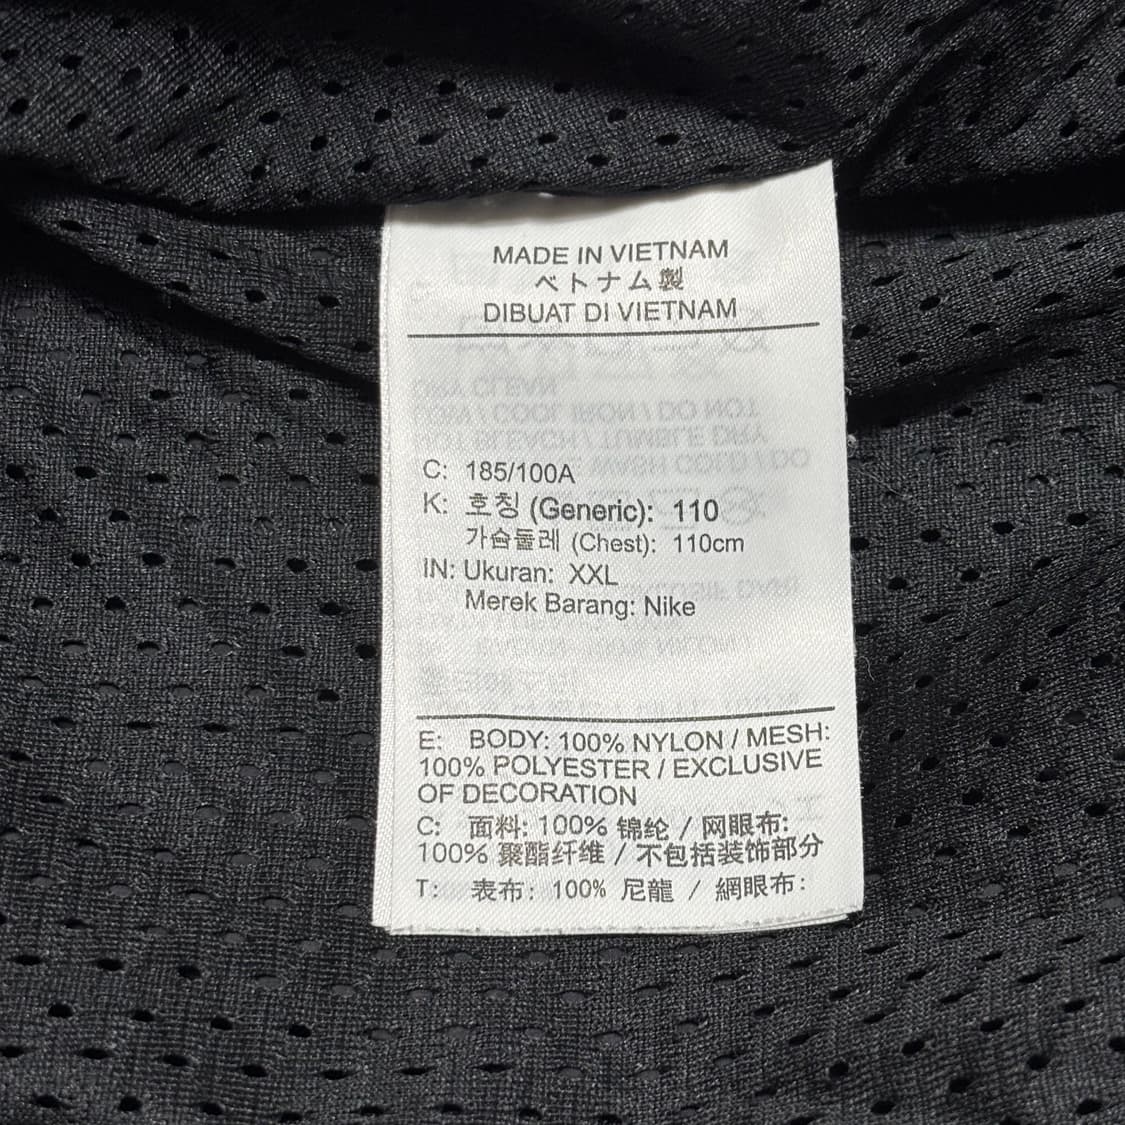 MADE IN VIETNAM
ベトナム製
DIBUAT DI VIETNAM
C: 185/100A
K: 호칭 (Generic): 110
가슴둘레 (Chest): 110cm
IN: Ukuran: XXL
Merek Barang: Nike
E: BODY: 100% NYLON / MESH:
100% POLYESTER / EXCLUSIVE
OF DECORATION
C: 面料: 100% 锦纶 / 网眼布:
100% 聚酯纤维 / 不包括装饰部分
T: 表布: 100% 尼龍 / 網眼布: